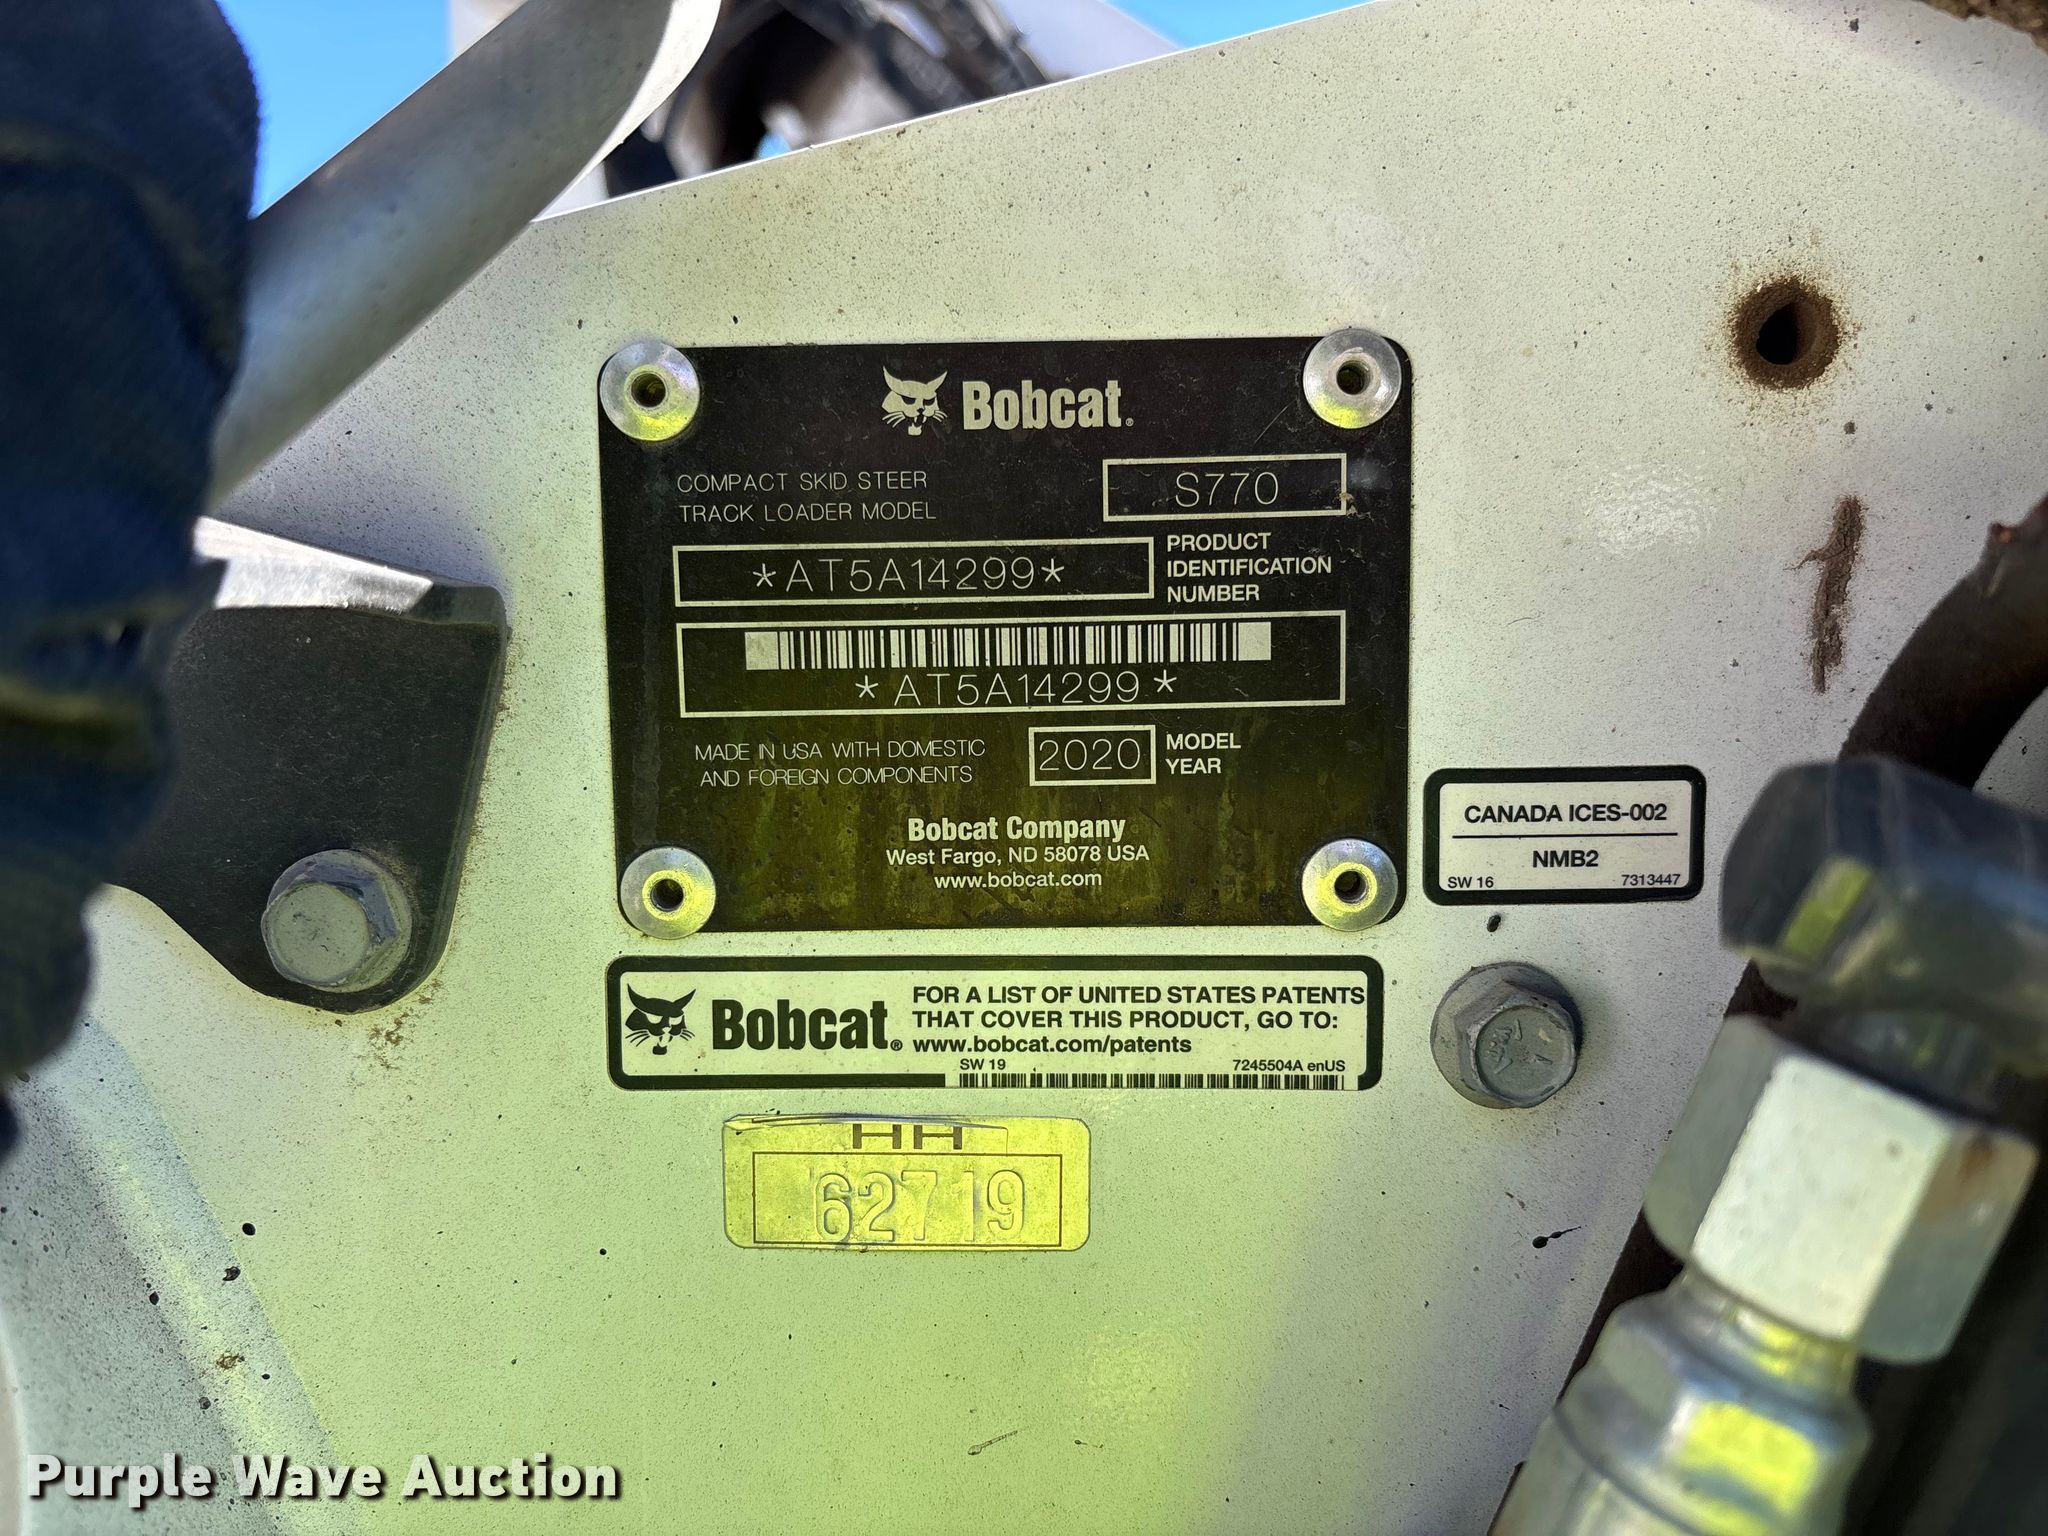 Bobcat®
COMPACT SKID STEER
TRACK LOADER MODEL
S770
*AT5A14299*
PRODUCT
IDENTIFICATION
NUMBER
*AT5A14299*
MADE IN USA WITH DOMESTIC
AND FOREIGN COMPONENTS
2020
MODEL
YEAR
Bobcat Company
West Fargo, ND 58078 USA
www.bobcat.com
CANADA ICES-002
NMB2
SW 16 7313447
Bobcat®
FOR A LIST OF UNITED STATES PATENTS
THAT COVER THIS PRODUCT, GO TO:
www.bobcat.com/patents
SW 19 7245504A enUS
HH
62719
Purple Wave Auction